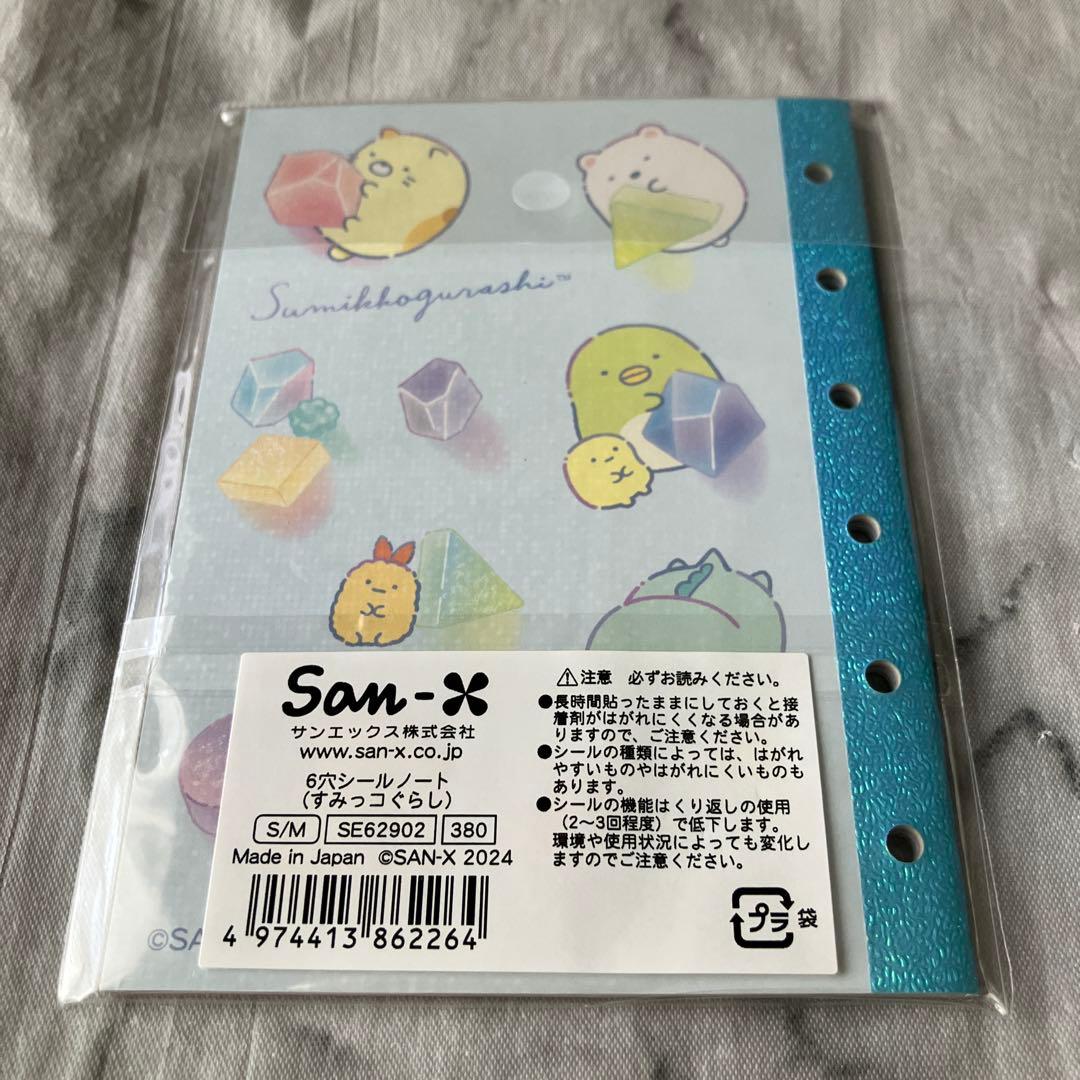 Sumikkogurashi™
San-X
サンエックス株式会社
www.san-x.co.jp
6穴シールノート
(すみっコぐらし)
S/M SE62902 380
Made in Japan ©SAN-X 2024
4 974413 862264
⚠注意 必ずお読みください。
●長時間貼ったままにしておくと接
着剤がはがれにくくなる場合があ
りますので、ご注意ください。
●シールの種類によっては、はがれ
やすいものやはがれにくいものも
あります。
●シールの機能はくり返しの使用
(2〜3回程度)で低下します。
環境や使用状況によっても変化し
ますのでご注意ください。
プラ 袋
©SA